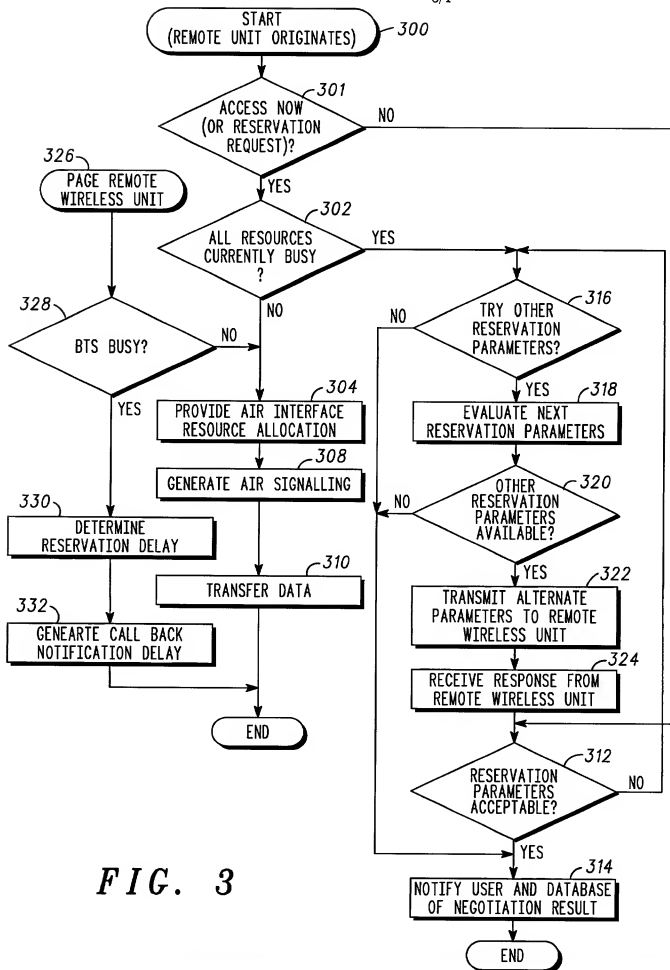 START
(REMOTE UNIT ORIGINATES)
300
301
ACCESS NOW
(OR RESERVATION
REQUEST)?
NO
YES
326
PAGE REMOTE
WIRELESS UNIT
302
ALL RESOURCES
CURRENTLY BUSY
?
YES
NO
328
BTS BUSY?
NO
YES
316
TRY OTHER
RESERVATION
PARAMETERS?
NO
YES
304
PROVIDE AIR INTERFACE
RESOURCE ALLOCATION
318
EVALUATE NEXT
RESERVATION PARAMETERS
308
GENERATE AIR SIGNALLING
320
OTHER
RESERVATION
PARAMETERS
AVAILABLE?
NO
YES
330
DETERMINE
RESERVATION DELAY
310
TRANSFER DATA
322
TRANSMIT ALTERNATE
PARAMETERS TO REMOTE
WIRELESS UNIT
332
GENEARTE CALL BACK
NOTIFICATION DELAY
324
RECEIVE RESPONSE FROM
REMOTE WIRELESS UNIT
END
312
RESERVATION
PARAMETERS
ACCEPTABLE?
NO
YES
314
NOTIFY USER AND DATABASE
OF NEGOTIATION RESULT
END
FIG. 3